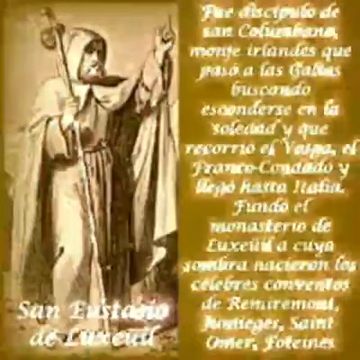 Fue discípulo de
san Columbano,
monje irlandes que
pasó a las Galias
buscando
esconderse en la
soledad y que
recorrió el Vosga, el
Franco-Condado y
llegó hasta Italia.
Fundó el
monasterio de
Luxeuil a cuya
sombra nacieron los
célebres conventos
de Remiremont,
Jumieges, Saint
Omer, Foteines
San Eustasio
de Luxeuil